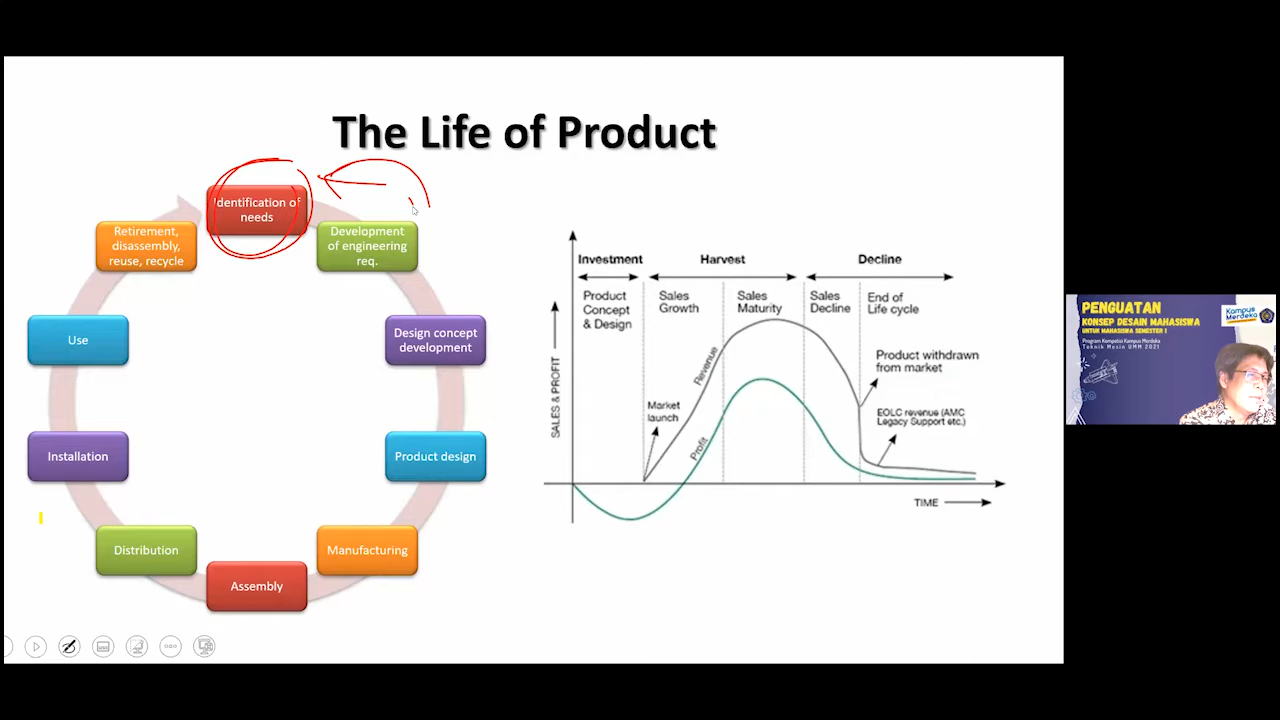 The Life of Product
Identification of
needs
Development
of engineering
req.
Design concept
development
Product design
Manufacturing
Assembly
Distribution
Installation
Use
Retirement,
disassembly,
reuse, recycle
Investment
Harvest
Decline
Product
Concept
& Design
Sales
Growth
Sales
Maturity
Sales
Decline
End of
Life cycle
SALES & PROFIT
Market
launch
Revenue
Profit
Product withdrawn
from market
EOLC revenue (AMC
Legacy Support etc.)
TIME
PENGUATAN
KONSEP DESAIN MAHASISWA
UNTUK MAHASISWA SEMESTER 1
Program Kompetisi Kampus Merdeka
Teknik Mesin UMM 2021
Kampus
Merdeka